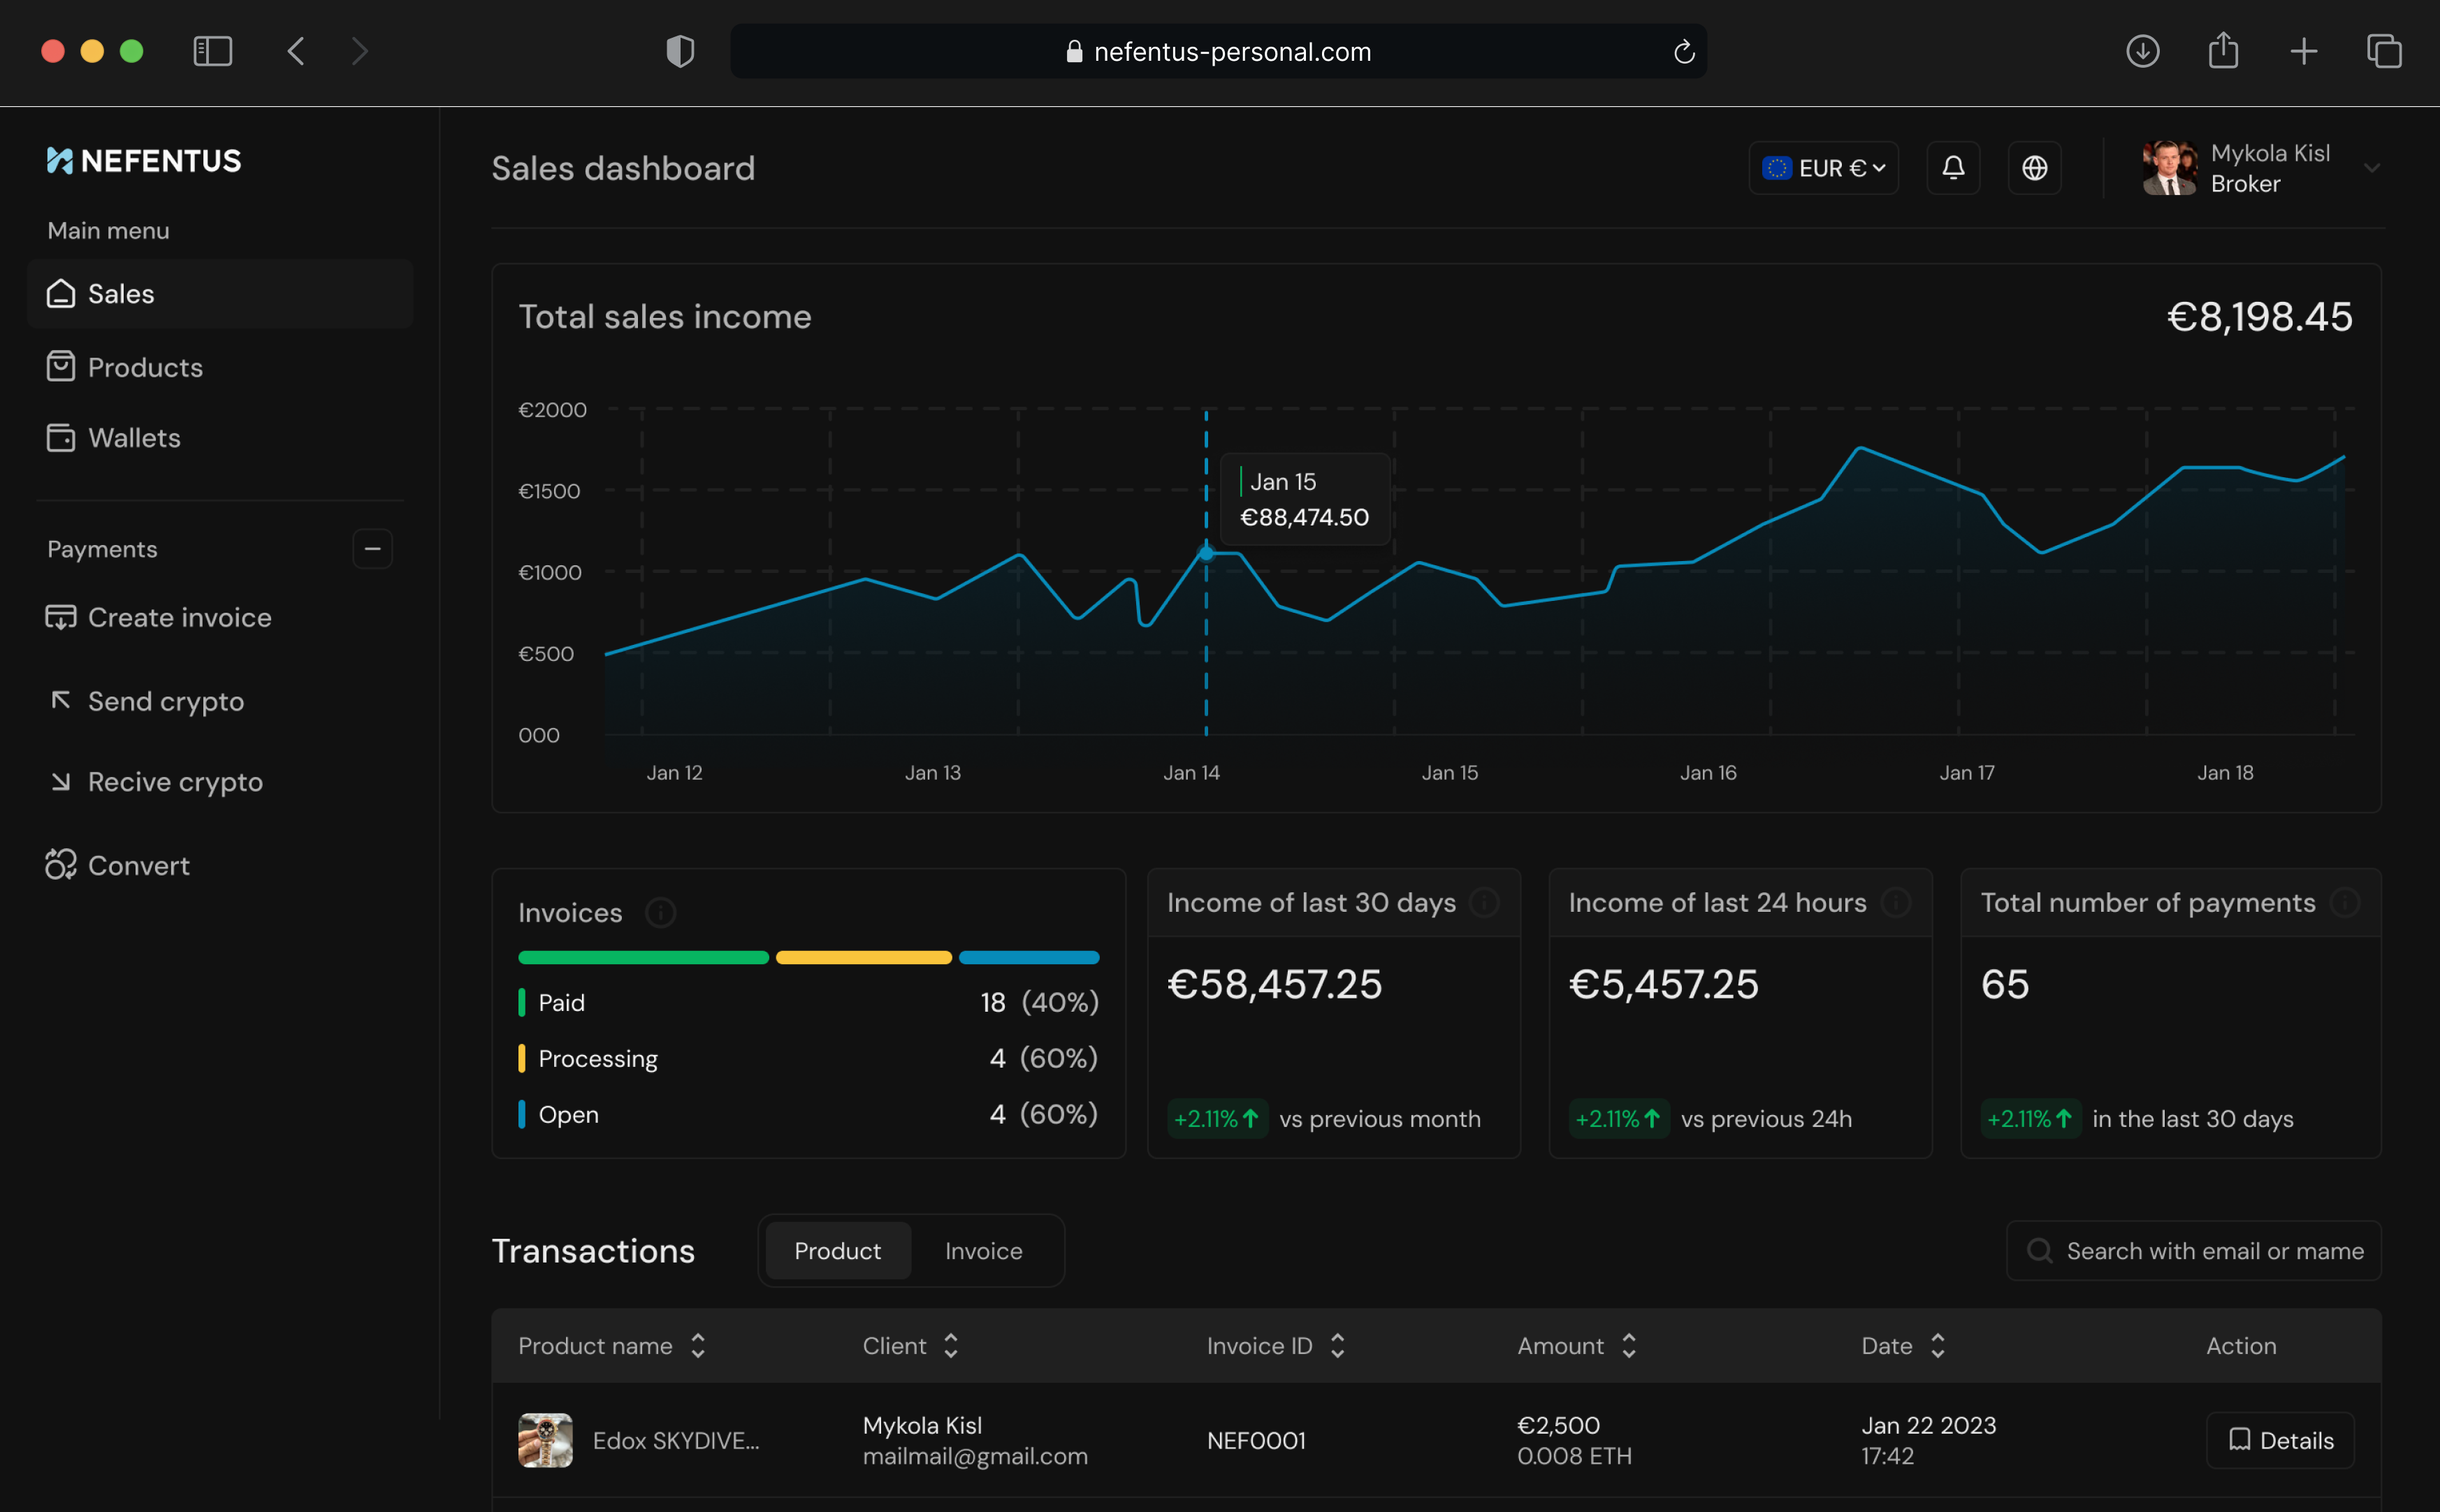 nefentus-personal.com
NEFENTUS
Main menu
Sales
Products
Wallets
Payments
Create invoice
Send crypto
Recive crypto
Convert
Sales dashboard
EUR €
Mykola Kisl
Broker
Total sales income
€8,198.45
€2000
€1500
€1000
€500
000
Jan 15
€88,474.50
Jan 12 Jan 13 Jan 14 Jan 15 Jan 16 Jan 17 Jan 18
Invoices
Paid 18 (40%)
Processing 4 (60%)
Open 4 (60%)
Income of last 30 days
€58,457.25
+2.11% vs previous month
Income of last 24 hours
€5,457.25
+2.11% vs previous 24h
Total number of payments
65
+2.11% in the last 30 days
Transactions
Product Invoice
Search with email or mame
Product name Client Invoice ID Amount Date Action
Edox SKYDIVE...
Mykola Kisl
mailmail@gmail.com
NEF0001
€2,500
0.008 ETH
Jan 22 2023
17:42
Details